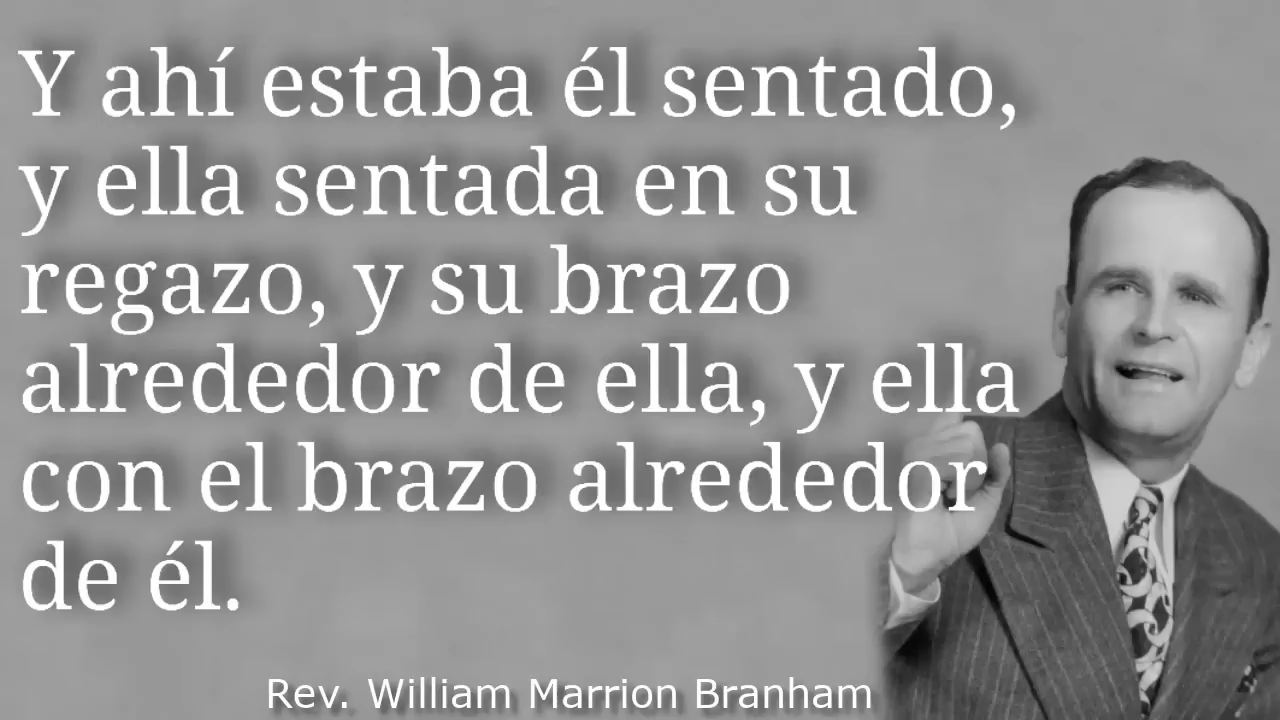 Y ahí estaba él sentado,
y ella sentada en su
regazo, y su brazo
alrededor de ella, y ella
con el brazo alrededor
de él.
Rev. William Marrion Branham